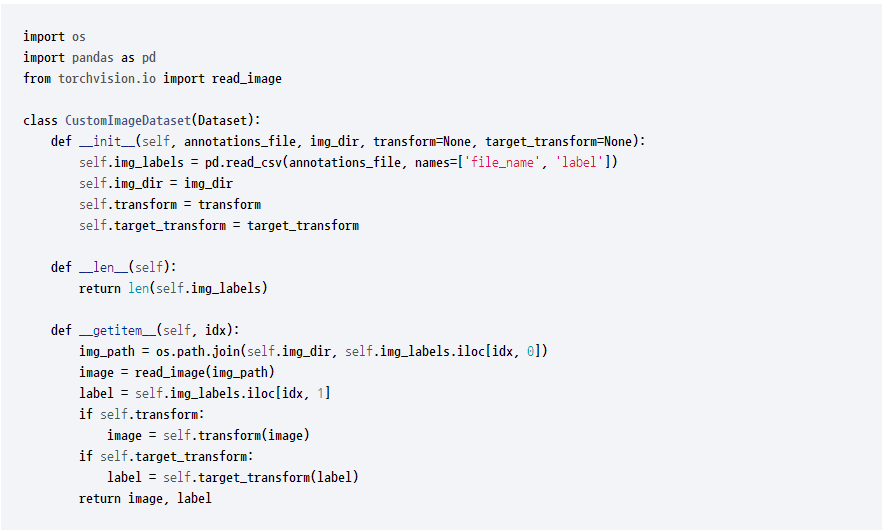 import os
import pandas as pd
from torchvision.io import read_image

class CustomImageDataset(Dataset):
    def __init__(self, annotations_file, img_dir, transform=None, target_transform=None):
        self.img_labels = pd.read_csv(annotations_file, names=['file_name', 'label'])
        self.img_dir = img_dir
        self.transform = transform
        self.target_transform = target_transform

    def __len__(self):
        return len(self.img_labels)

    def __getitem__(self, idx):
        img_path = os.path.join(self.img_dir, self.img_labels.iloc[idx, 0])
        image = read_image(img_path)
        label = self.img_labels.iloc[idx, 1]
        if self.transform:
            image = self.transform(image)
        if self.target_transform:
            label = self.target_transform(label)
        return image, label